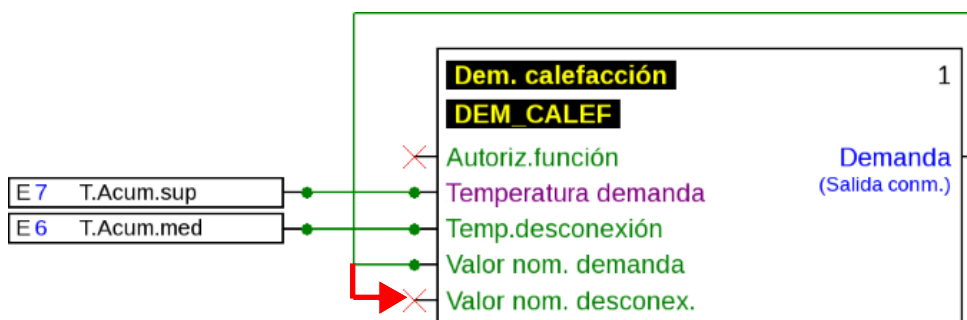 Dem. calefacción 1
DEM_CALEF
Autoriz.función Demanda
E 7 T.Acum.sup Temperatura demanda (Salida conm.)
E 6 T.Acum.med Temp.desconexión
Valor nom. demanda
Valor nom. desconex.